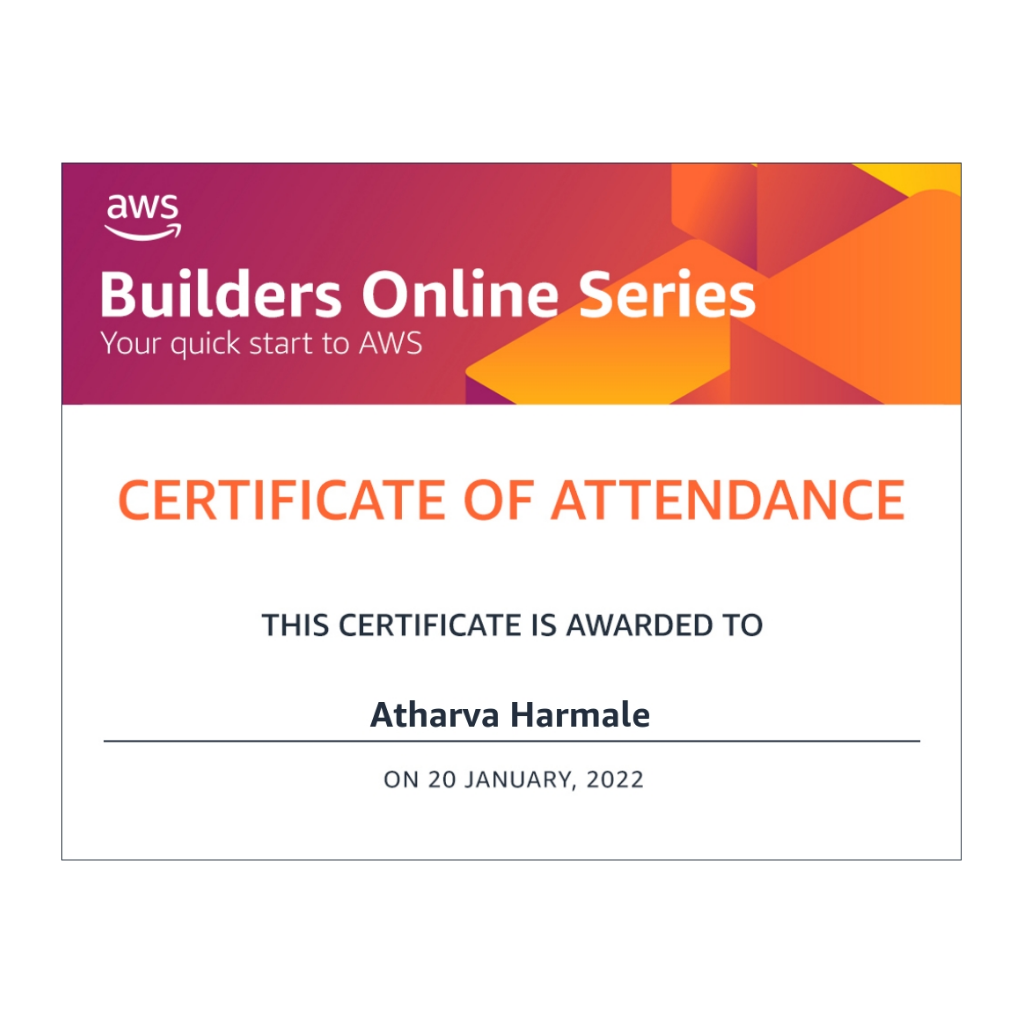 aws
Builders Online Series
Your quick start to AWS
CERTIFICATE OF ATTENDANCE
THIS CERTIFICATE IS AWARDED TO
Atharva Harmale
ON 20 JANUARY, 2022